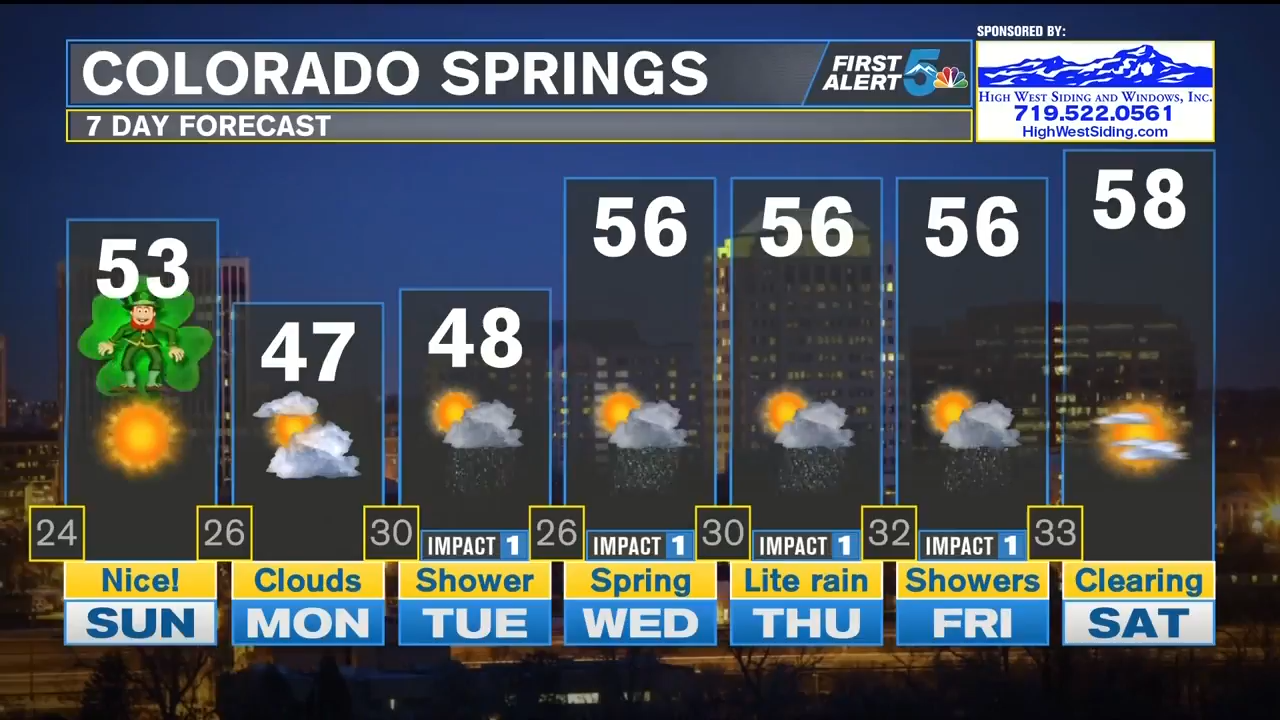 SPONSORED BY:
COLORADO SPRINGS
FIRST
ALERT 5
7 DAY FORECAST
HIGH WEST SIDING AND WINDOWS, INC.
719.522.0561
HighWestSiding.com
53
47
48
56
56
56
58
24
26
30
26
30
32
33
IMPACT 1
IMPACT 1
IMPACT 1
IMPACT 1
Nice!
Clouds
Shower
Spring
Lite rain
Showers
Clearing
SUN
MON
TUE
WED
THU
FRI
SAT